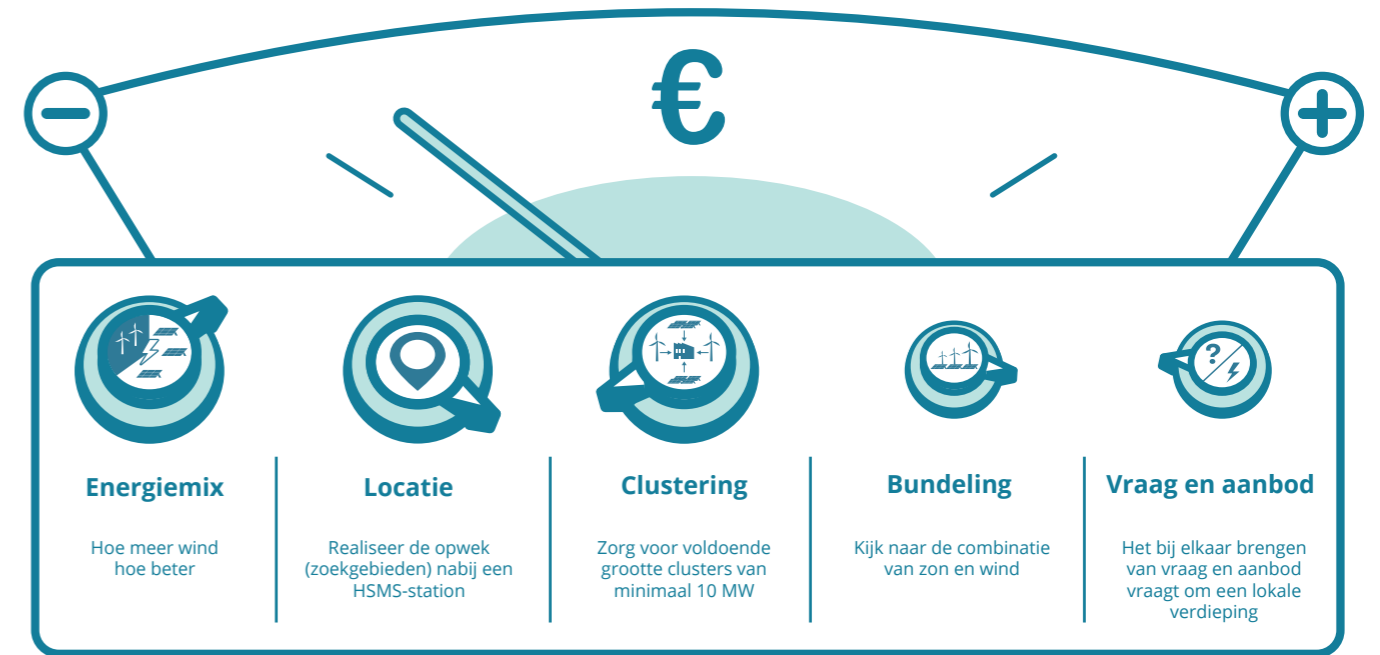 €
Energiemix
Hoe meer wind
hoe beter
Locatie
Realiseer de opwek
(zoekgebieden) nabij een
HSMS-station
Clustering
Zorg voor voldoende
grootte clusters van
minimaal 10 MW
Bundeling
Kijk naar de combinatie
van zon en wind
?
Vraag en aanbod
Het bij elkaar brengen
van vraag en aanbod
vraagt om een lokale
verdieping